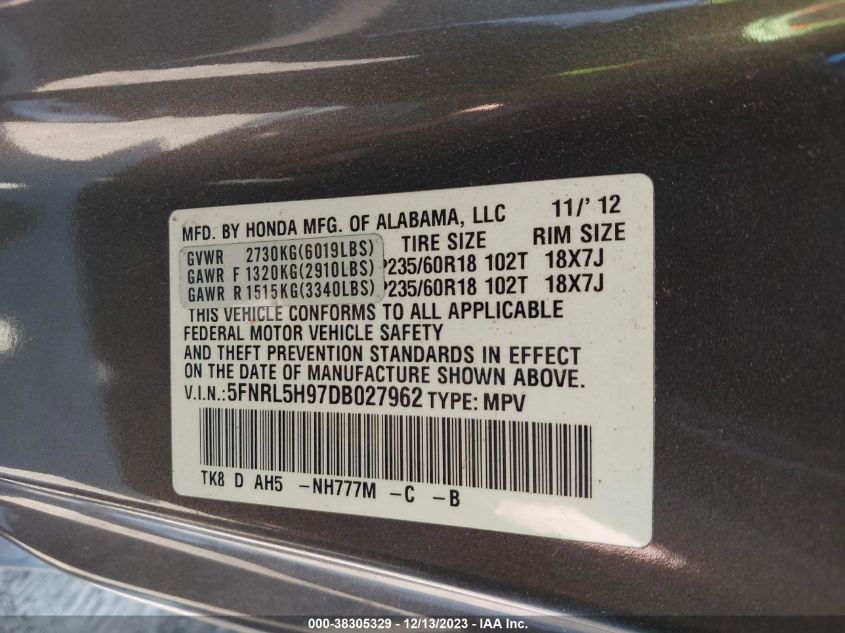 MFD. BY HONDA MFG. OF ALABAMA, LLC 11/' 12
GVWR 2730KG(6019LBS) TIRE SIZE RIM SIZE
GAWR F 1320KG(2910LBS) P235/60R18 102T 18X7J
GAWR R 1515KG(3340LBS) P235/60R18 102T 18X7J
THIS VEHICLE CONFORMS TO ALL APPLICABLE
FEDERAL MOTOR VEHICLE SAFETY
AND THEFT PREVENTION STANDARDS IN EFFECT
ON THE DATE OF MANUFACTURE SHOWN ABOVE.
V.I.N.:5FNRL5H97DB027962 TYPE: MPV
TK8 D AH5 -NH777M -C -B
000-38305329 - 12/13/2023 - IAAI.com